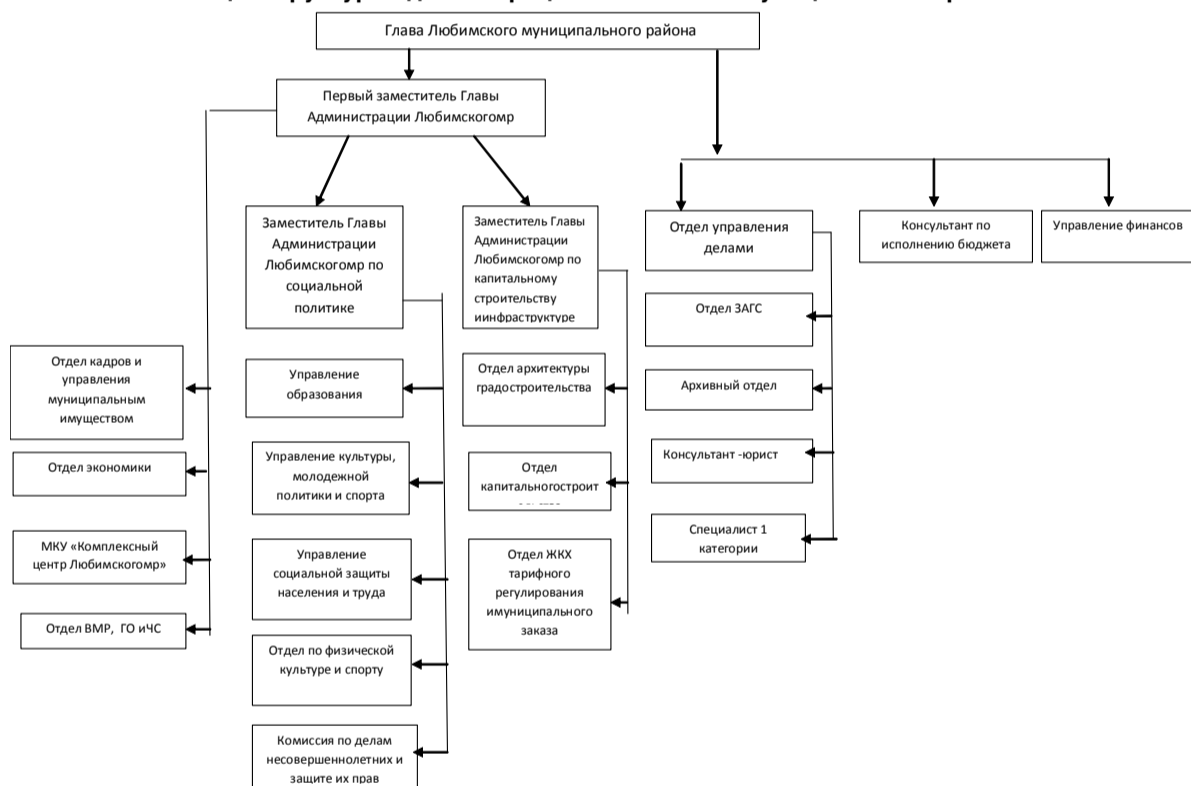 Глава Любимского муниципального района
Первый заместитель Главы
Администрации Любимскогомр
Заместитель Главы
Администрации
Любимскогомр по
социальной
политике
Заместитель Главы
Администрации
Любимскогомр по
капитальному
строительству
иинфраструктуре
Отдел управления
делами
Консультант по
исполнению бюджета
Управление финансов
Отдел ЗАГС
Архивный отдел
Консультант -юрист
Специалист 1
категории
Отдел кадров и
управления
муниципальным
имуществом
Отдел экономики
МКУ «Комплексный
центр Любимскогомр»
Отдел ВМР, ГО иЧС
Управление
образования
Управление культуры,
молодежной
политики и спорта
Управление
социальной защиты
населения и труда
Отдел по физической
культуре и спорту
Комиссия по делам
несовершеннолетних и
защите их прав
Отдел архитектуры
градостроительства
Отдел
капитальногостроит
Отдел ЖКХ
тарифного
регулирования
имуниципального
заказа